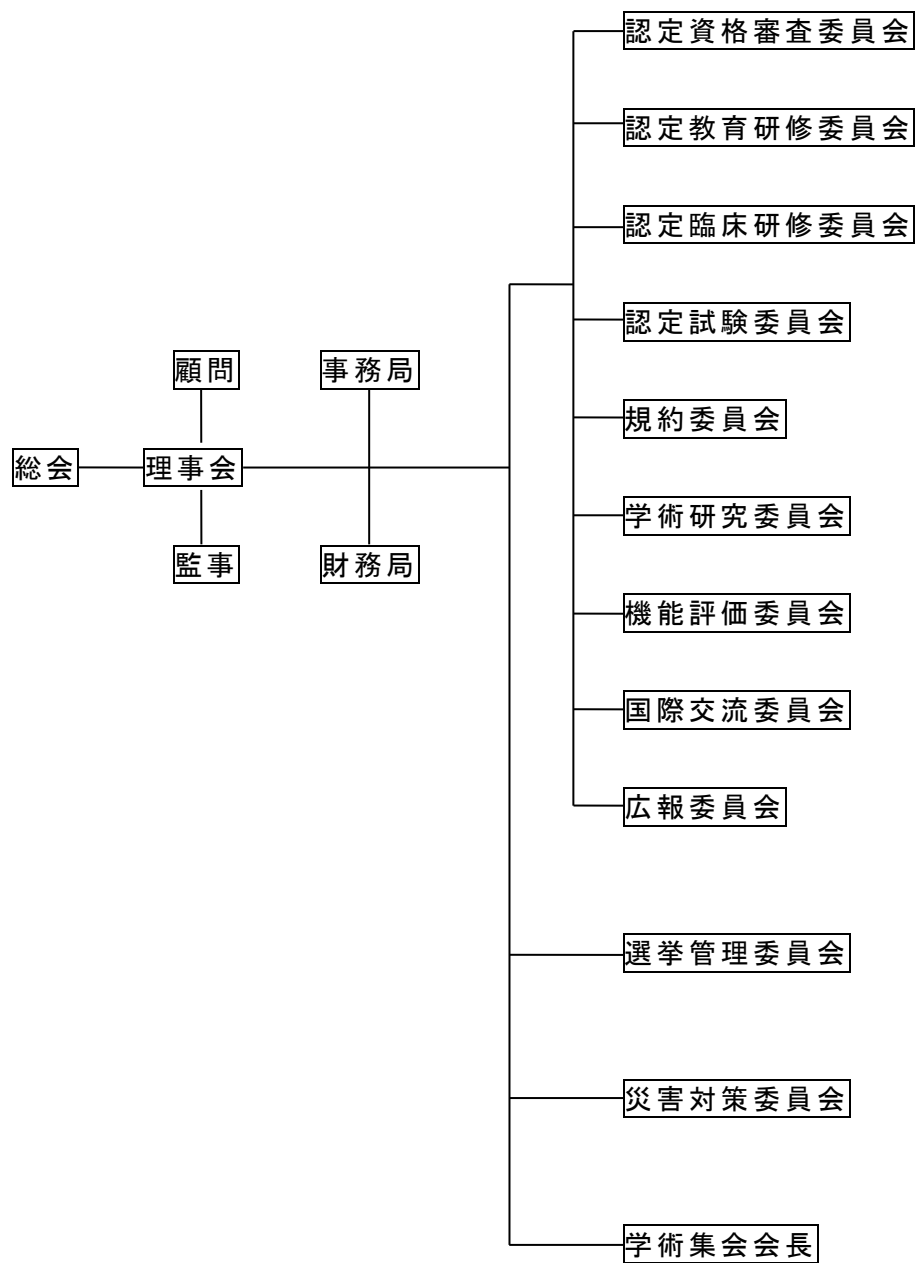 認定資格審査委員会
認定教育研修委員会
認定臨床研修委員会
認定試験委員会
顧問
事務局
規約委員会
総会
理事会
学術研究委員会
監事
財務局
機能評価委員会
国際交流委員会
広報委員会
選挙管理委員会
災害対策委員会
学術集会会長